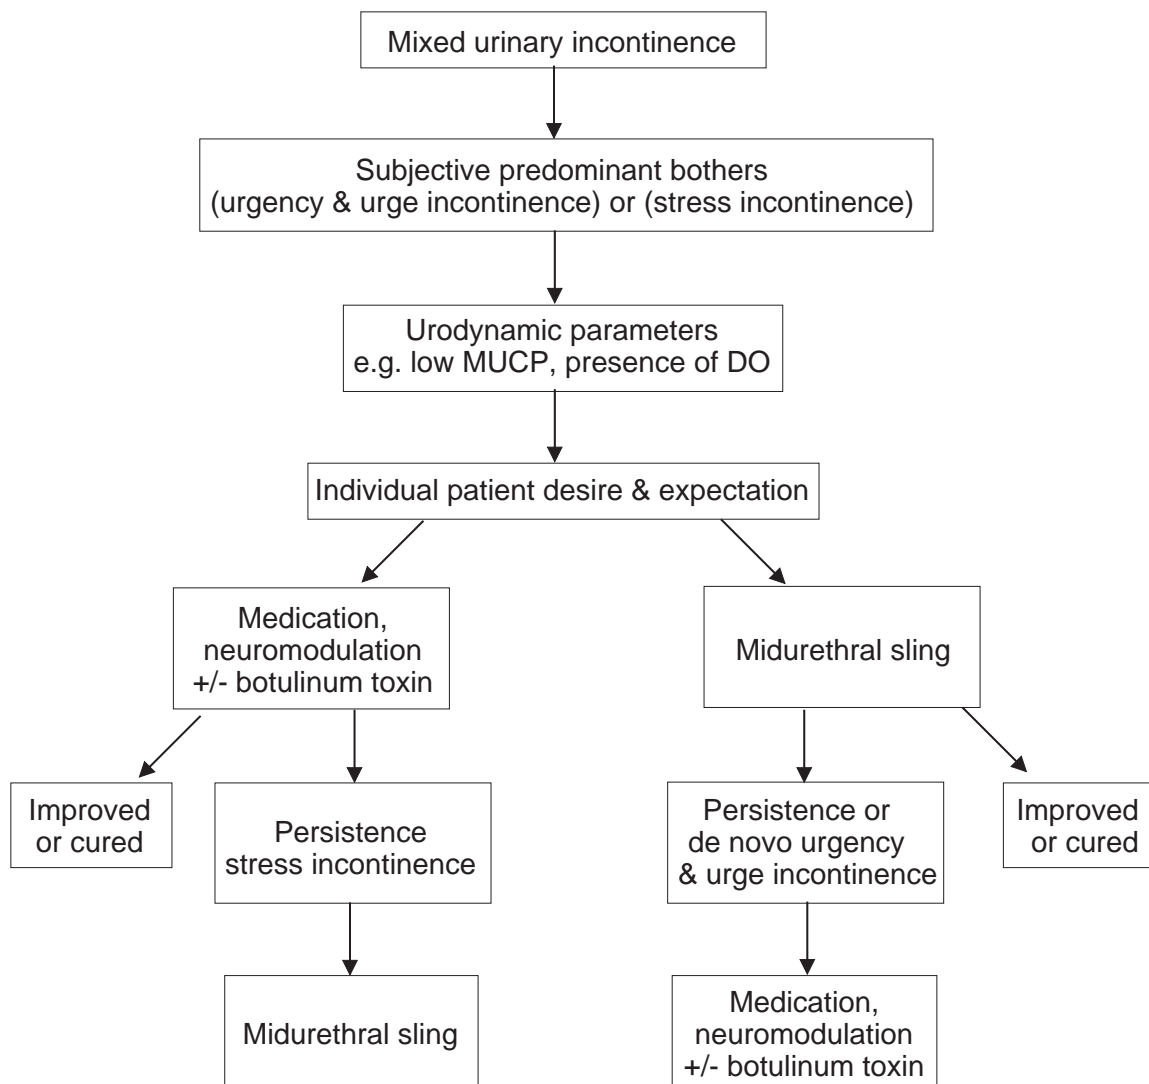 Mixed urinary incontinence
Subjective predominant bothers
(urgency & urge incontinence) or (stress incontinence)
Urodynamic parameters
e.g. low MUCP, presence of DO
Individual patient desire & expectation
Medication,
neuromodulation
+/- botulinum toxin
Midurethral sling
Improved
or cured
Persistence
stress incontinence
Persistence or
de novo urgency
& urge incontinence
Improved
or cured
Midurethral sling
Medication,
neuromodulation
+/- botulinum toxin